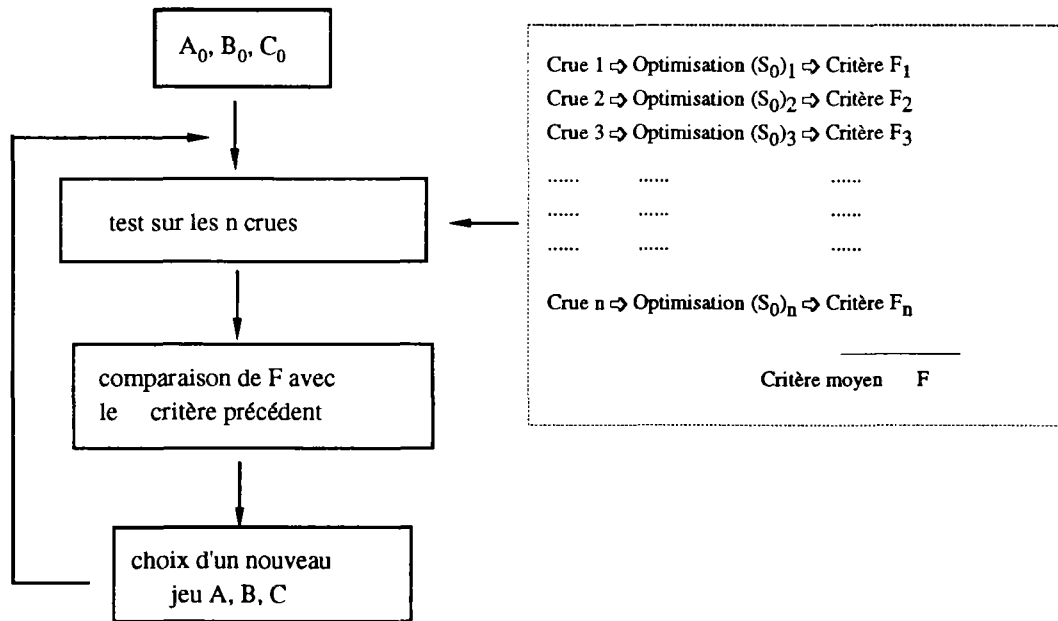 A₀, B₀, C₀
test sur les n crues
comparaison de F avec
le critère précédent
choix d'un nouveau
jeu A, B, C
Crue 1 ➩ Optimisation (S₀)₁ ➩ Critère F₁
Crue 2 ➩ Optimisation (S₀)₂ ➩ Critère F₂
Crue 3 ➩ Optimisation (S₀)₃ ➩ Critère F₃
...... ...... ......
...... ...... ......
...... ...... ......
Crue n ➩ Optimisation (S₀)ₙ ➩ Critère Fₙ
Critère moyen F